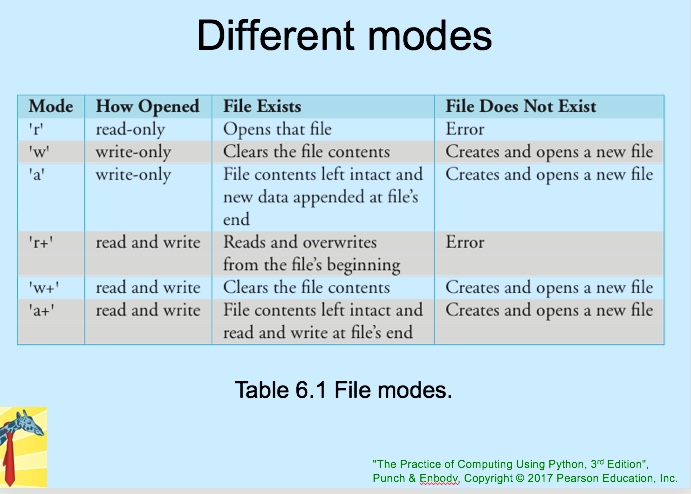 Different modes
Mode How Opened File Exists File Does Not Exist
'r' read-only Opens that file Error
'w' write-only Clears the file contents Creates and opens a new file
'a' write-only File contents left intact and Creates and opens a new file
new data appended at file's
end
'r+' read and write Reads and overwrites Error
from the file's beginning
'w+' read and write Clears the file contents Creates and opens a new file
'a+' read and write File contents left intact and Creates and opens a new file
read and write at file's end
Table 6.1 File modes.
"The Practice of Computing Using Python, 3rd Edition",
Punch & Enbody, Copyright © 2017 Pearson Education, Inc.